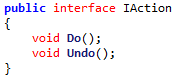 public interface IAction
{
    void Do();
    void Undo();
}